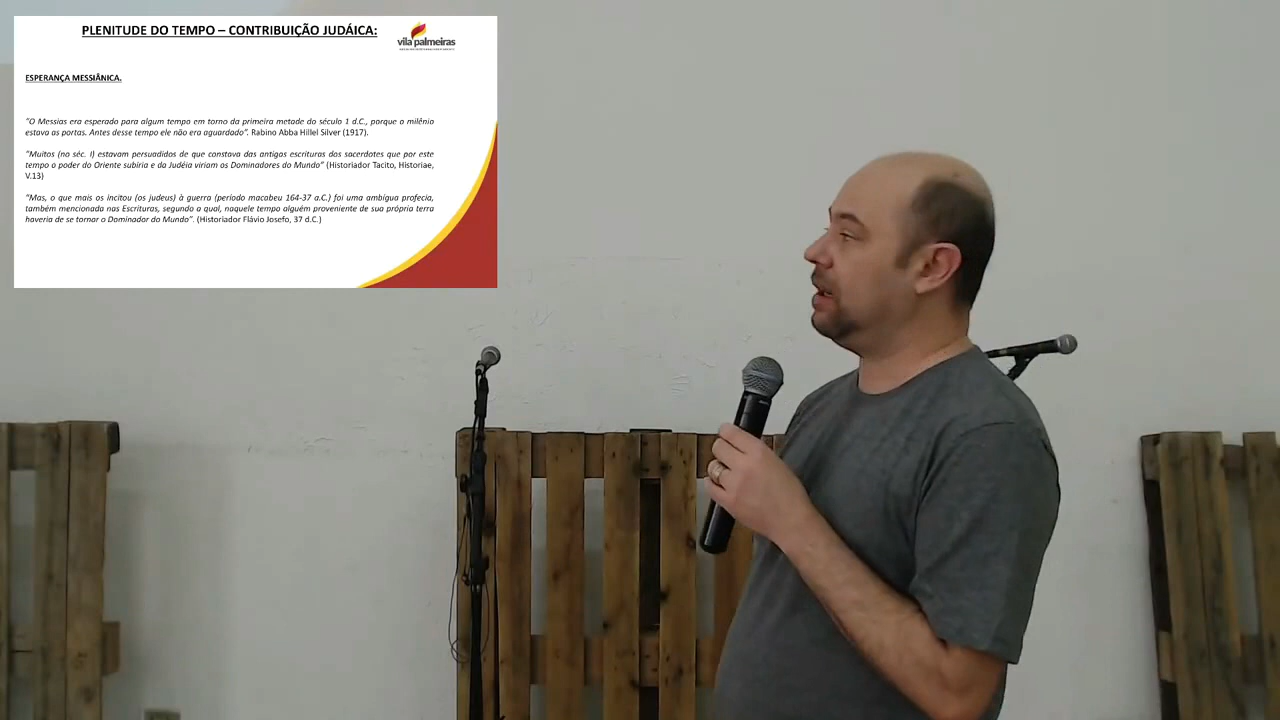 PLENITUDE DO TEMPO – CONTRIBUIÇÃO JUDÁICA:
vila palmeiras
ESPERANÇA MESSIÂNICA.
"O Messias era esperado para algum tempo em torno da primeira metade do século 1 d.C., porque o milênio
estava as portas. Antes desse tempo ele não era aguardado". Rabino Abba Hillel Silver (1917).
"Muitos (no séc. I) estavam persuadidos de que constava das antigas escrituras dos sacerdotes que por este
tempo o poder do Oriente subiria e da Judéia viriam os Dominadores do Mundo" (Historiador Tacito, Historiae,
V.13)
"Mas, o que mais os incitou (os judeus) à guerra (período macabeu 164-37 a.C.) foi uma ambígua profecia,
também mencionada nas Escrituras, segundo a qual, naquele tempo alguém proveniente de sua própria terra
haveria de se tornar o Dominador do Mundo". (Historiador Flávio Josefo, 37 d.C.)